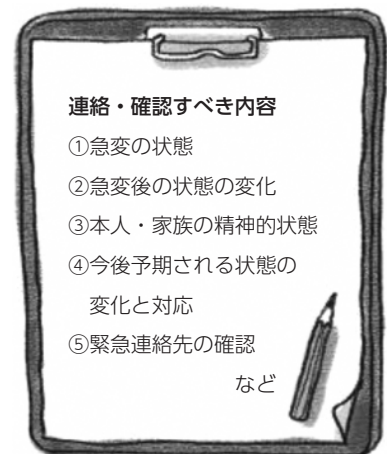 連絡・確認すべき内容
①急変の状態
②急変後の状態の変化
③本人・家族の精神的状態
④今後予期される状態の
変化と対応
⑤緊急連絡先の確認
など